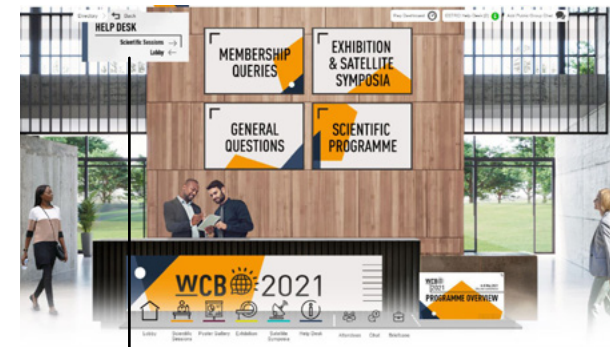 Directory
Back
HELP DESK
Scientific Sessions →
Lobby ←
MEMBERSHIP
QUERIES
EXHIBITION
& SATELLITE
SYMPOSIA
GENERAL
QUESTIONS
SCIENTIFIC
PROGRAMME
WCB 2021
WCB
2021
PROGRAMME OVERVIEW
Lobby
Scientific
Sessions
Poster Gallery
Exhibition
Satellite
Symposia
Help Desk
Attendees
Chat
Briefcase